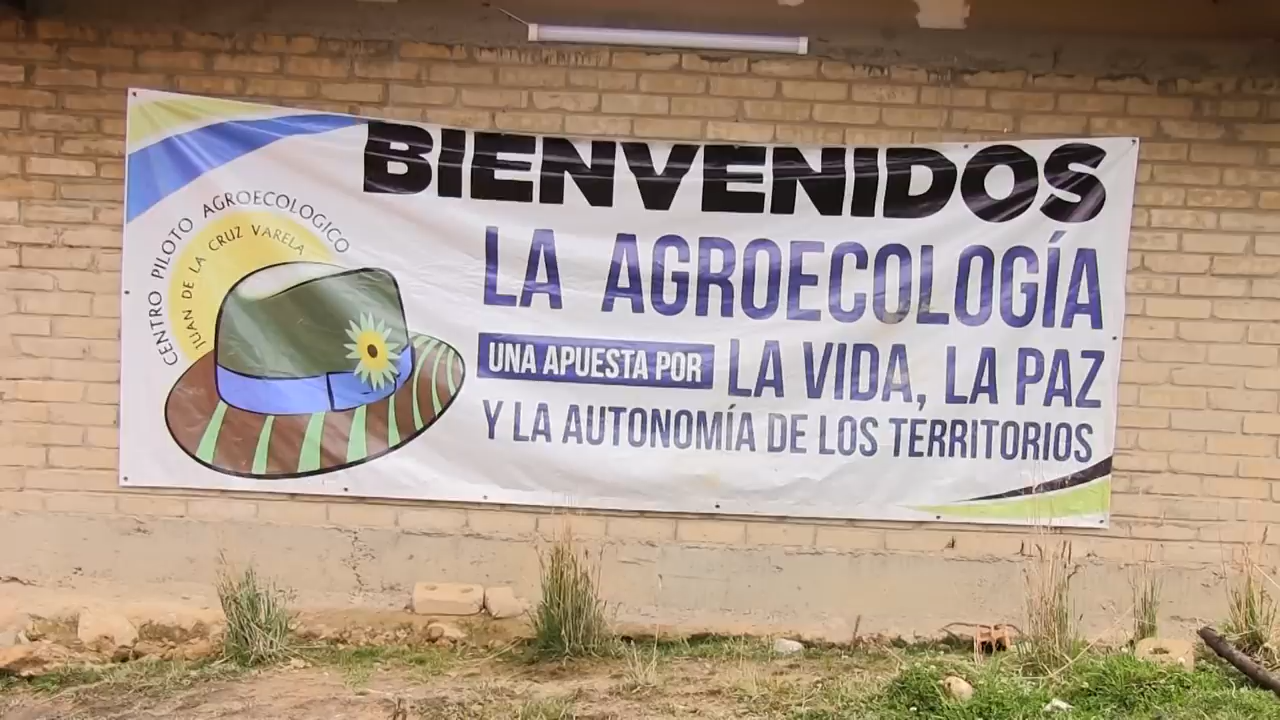 BIENVENIDOS
LA AGROECOLOGÍA
UNA APUESTA POR LA VIDA, LA PAZ
Y LA AUTONOMÍA DE LOS TERRITORIOS
CENTRO PILOTO AGROECOLOGICO
JUAN DE LA CRUZ VARELA